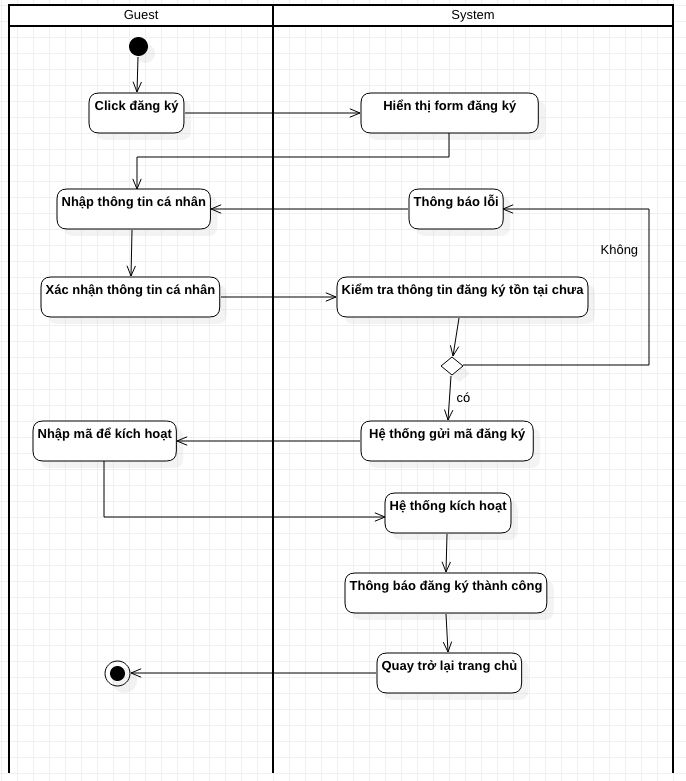 Guest
System
Click đăng ký
Hiển thị form đăng ký
Nhập thông tin cá nhân
Thông báo lỗi
Không
Xác nhận thông tin cá nhân
Kiểm tra thông tin đăng ký tồn tại chưa
có
Nhập mã để kích hoạt
Hệ thống gửi mã đăng ký
Hệ thống kích hoạt
Thông báo đăng ký thành công
Quay trở lại trang chủ